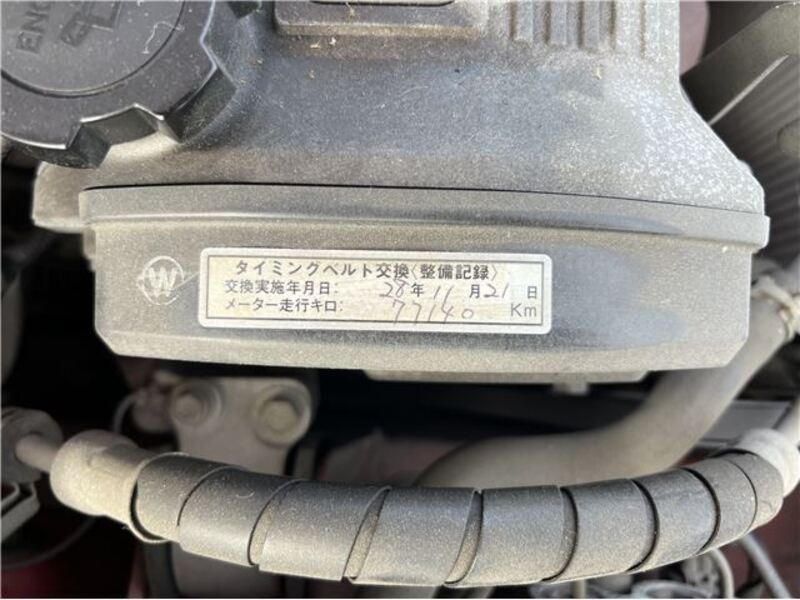 ENG
W
タイミングベルト交換〈整備記録〉
交換実施年月日: 28年 11月21日
メーター走行キロ: 77140 Km